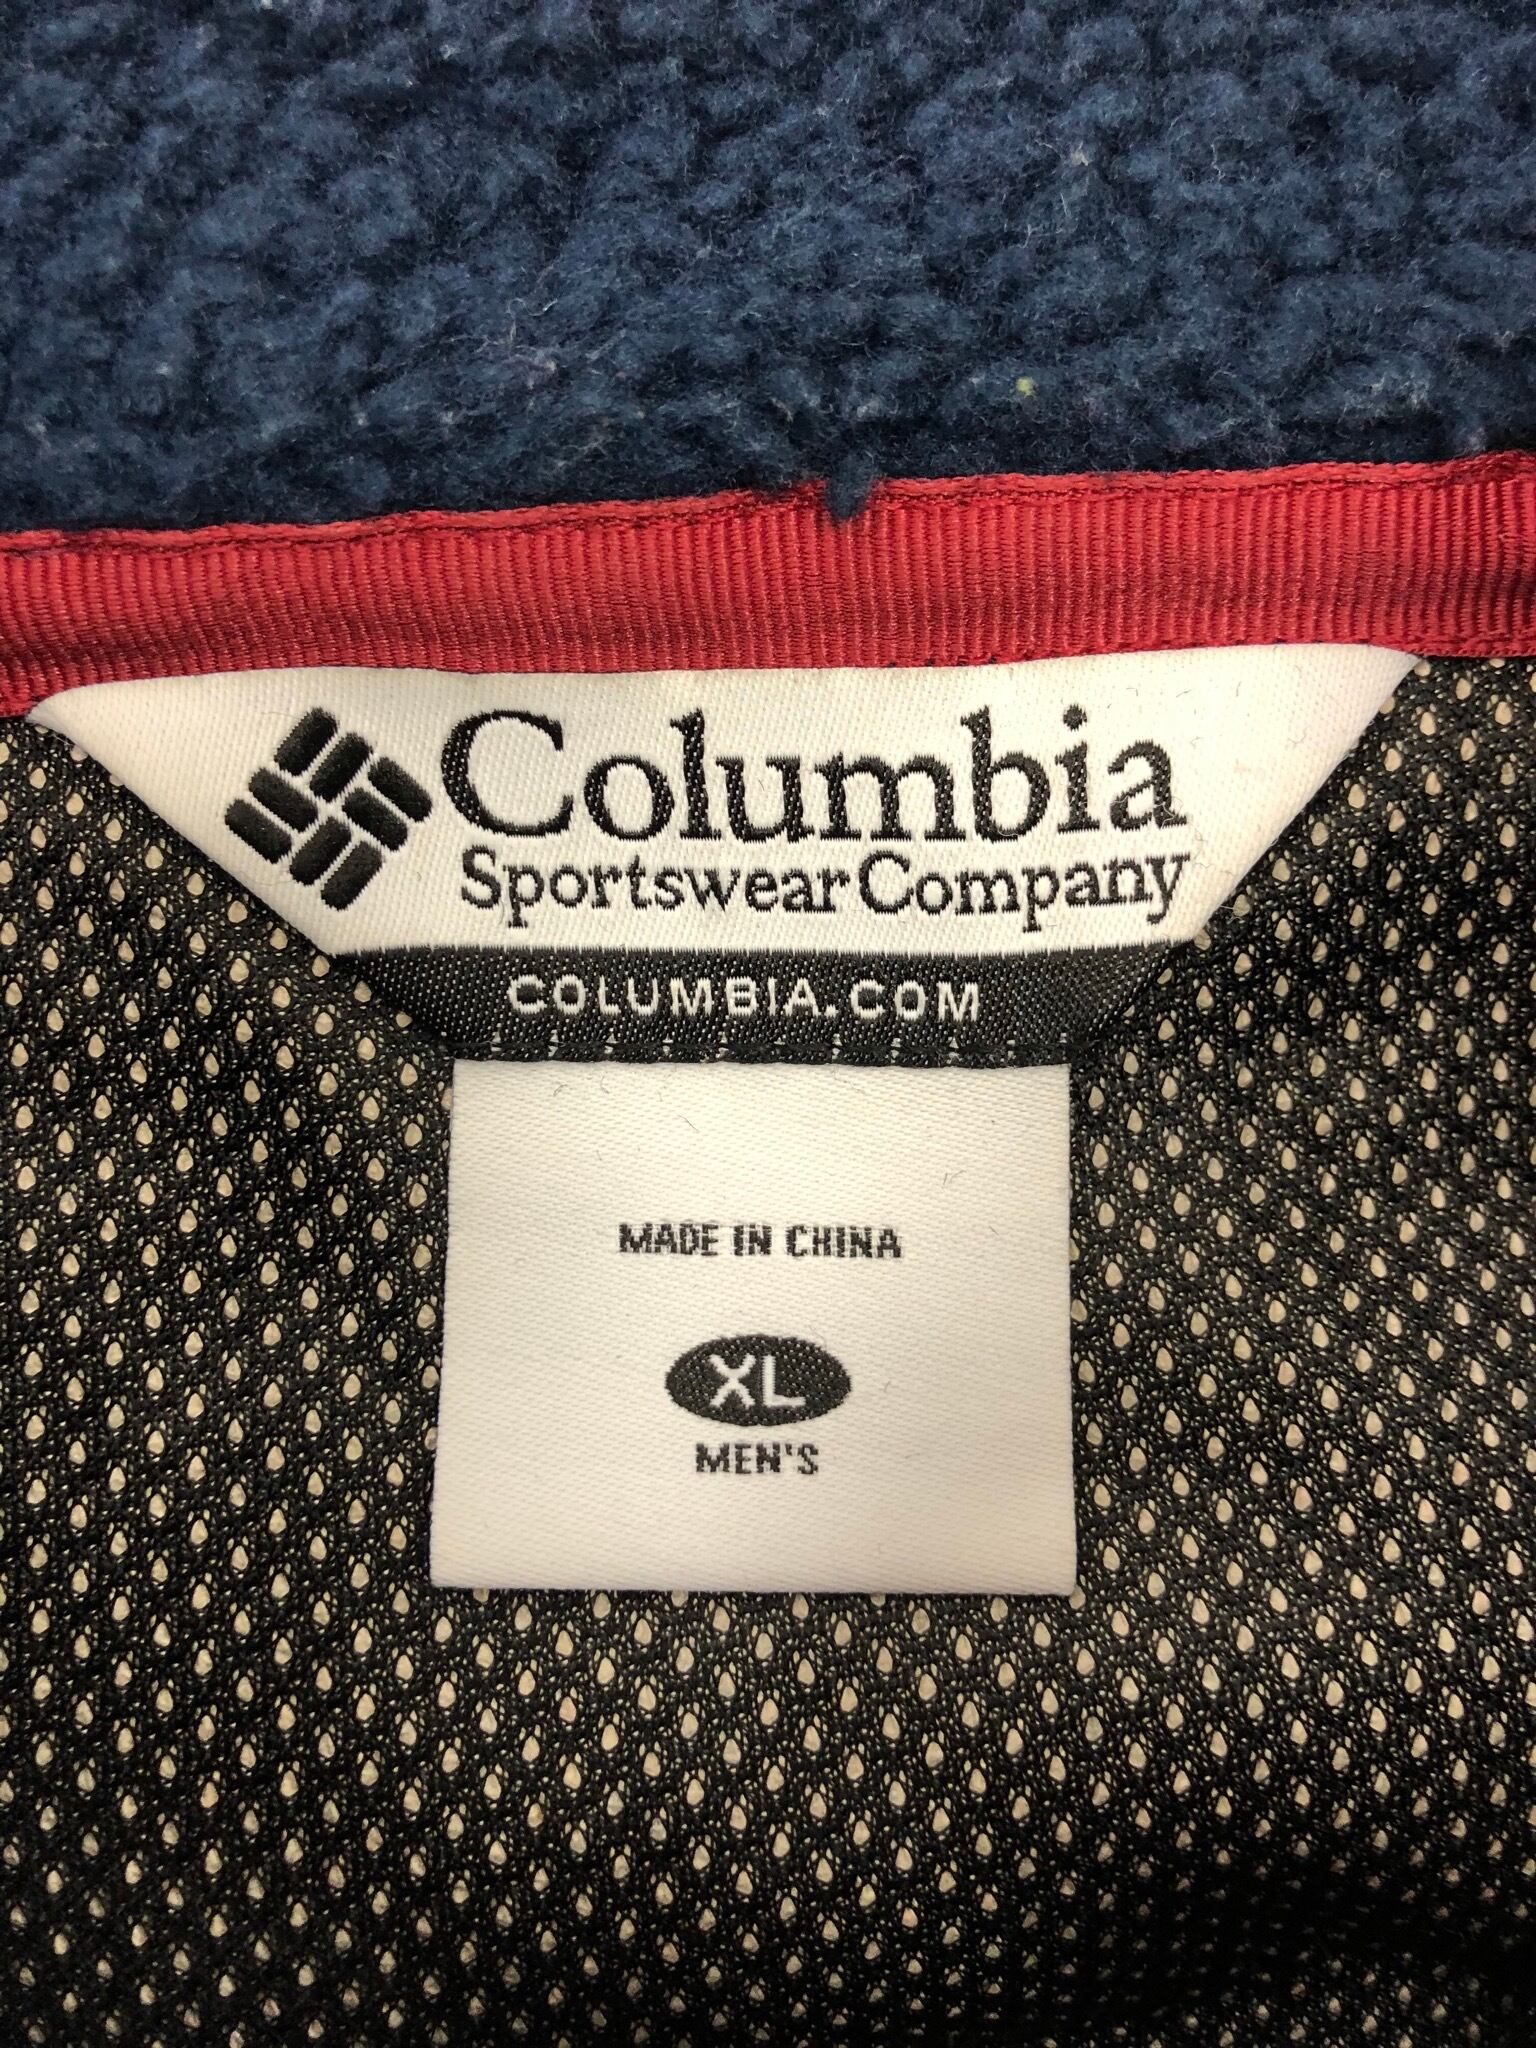 Columbia
Sportswear Company
COLUMBIA.COM
MADE IN CHINA
XL
MEN'S